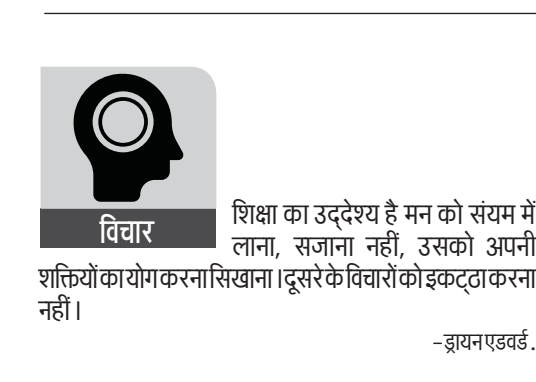 विचार
शिक्षा का उद्देश्य है मन को संयम में
लाना, सजाना नहीं, उसको अपनी
शक्तियों का योग करना सिखाना। दूसरे के विचारों को इकट्ठा करना
नहीं।
-ड्रायन एडवर्ड.